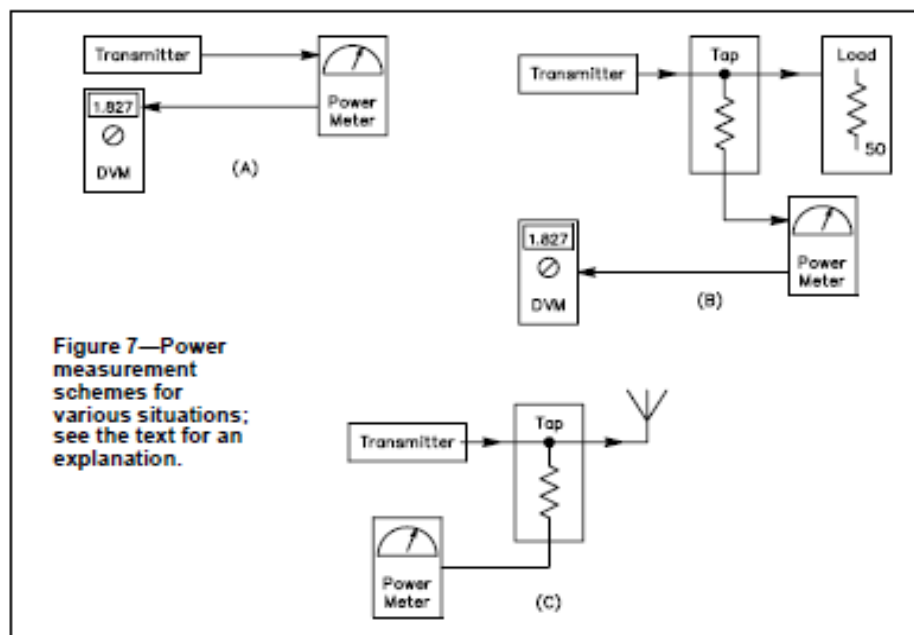 Transmitter
1.827
DVM
Power
Meter
(A)
Transmitter
Tap
Load
50
1.827
DVM
Power
Meter
(B)
Figure 7—Power
measurement
schemes for
various situations;
see the text for an
explanation.
Transmitter
Tap
Power
Meter
(C)